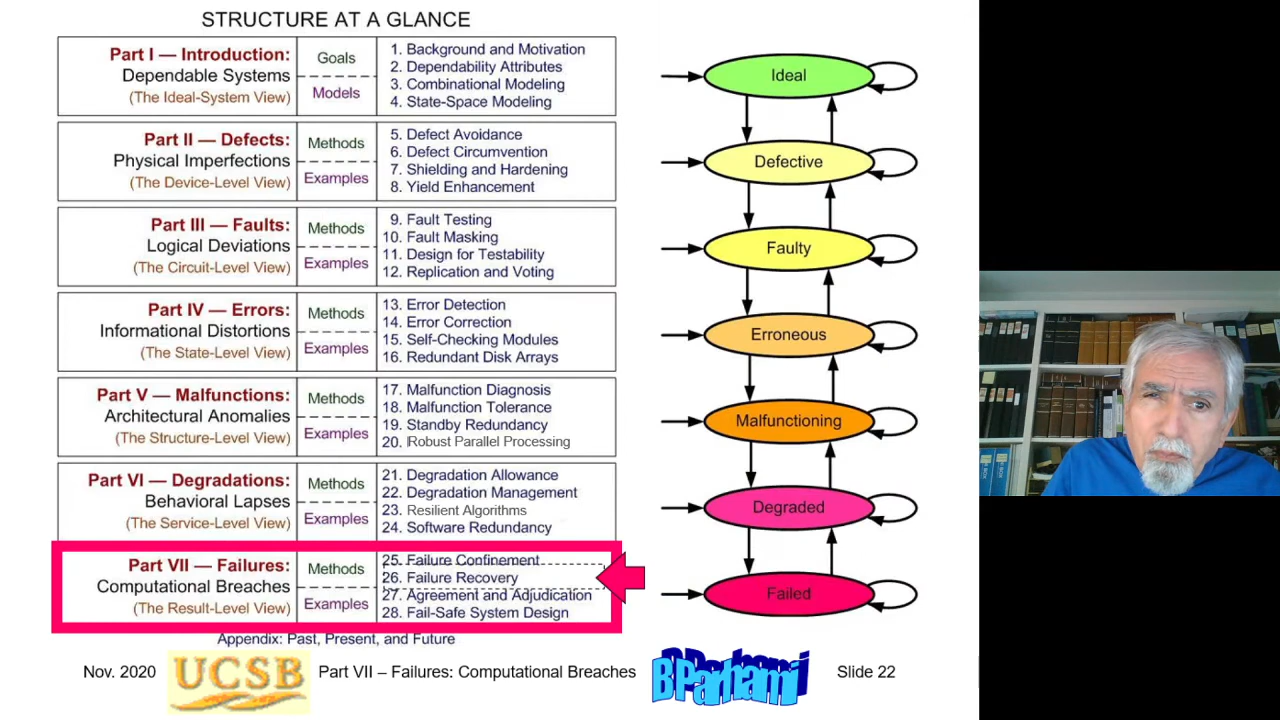 STRUCTURE AT A GLANCE
Part I — Introduction:
Dependable Systems
(The Ideal-System View)
Goals
Models
1. Background and Motivation
2. Dependability Attributes
3. Combinational Modeling
4. State-Space Modeling
Part II — Defects:
Physical Imperfections
(The Device-Level View)
Methods
Examples
5. Defect Avoidance
6. Defect Circumvention
7. Shielding and Hardening
8. Yield Enhancement
Part III — Faults:
Logical Deviations
(The Circuit-Level View)
Methods
Examples
9. Fault Testing
10. Fault Masking
11. Design for Testability
12. Replication and Voting
Part IV — Errors:
Informational Distortions
(The State-Level View)
Methods
Examples
13. Error Detection
14. Error Correction
15. Self-Checking Modules
16. Redundant Disk Arrays
Part V — Malfunctions:
Architectural Anomalies
(The Structure-Level View)
Methods
Examples
17. Malfunction Diagnosis
18. Malfunction Tolerance
19. Standby Redundancy
20. Robust Parallel Processing
Part VI — Degradations:
Behavioral Lapses
(The Service-Level View)
Methods
Examples
21. Degradation Allowance
22. Degradation Management
23. Resilient Algorithms
24. Software Redundancy
Part VII — Failures:
Computational Breaches
(The Result-Level View)
Methods
Examples
25. Failure Confinement
26. Failure Recovery
27. Agreement and Adjudication
28. Fail-Safe System Design
Appendix: Past, Present, and Future
Ideal
Defective
Faulty
Erroneous
Malfunctioning
Degraded
Failed
Nov. 2020
UCSB
Part VII – Failures: Computational Breaches
B Parhami
Slide 22